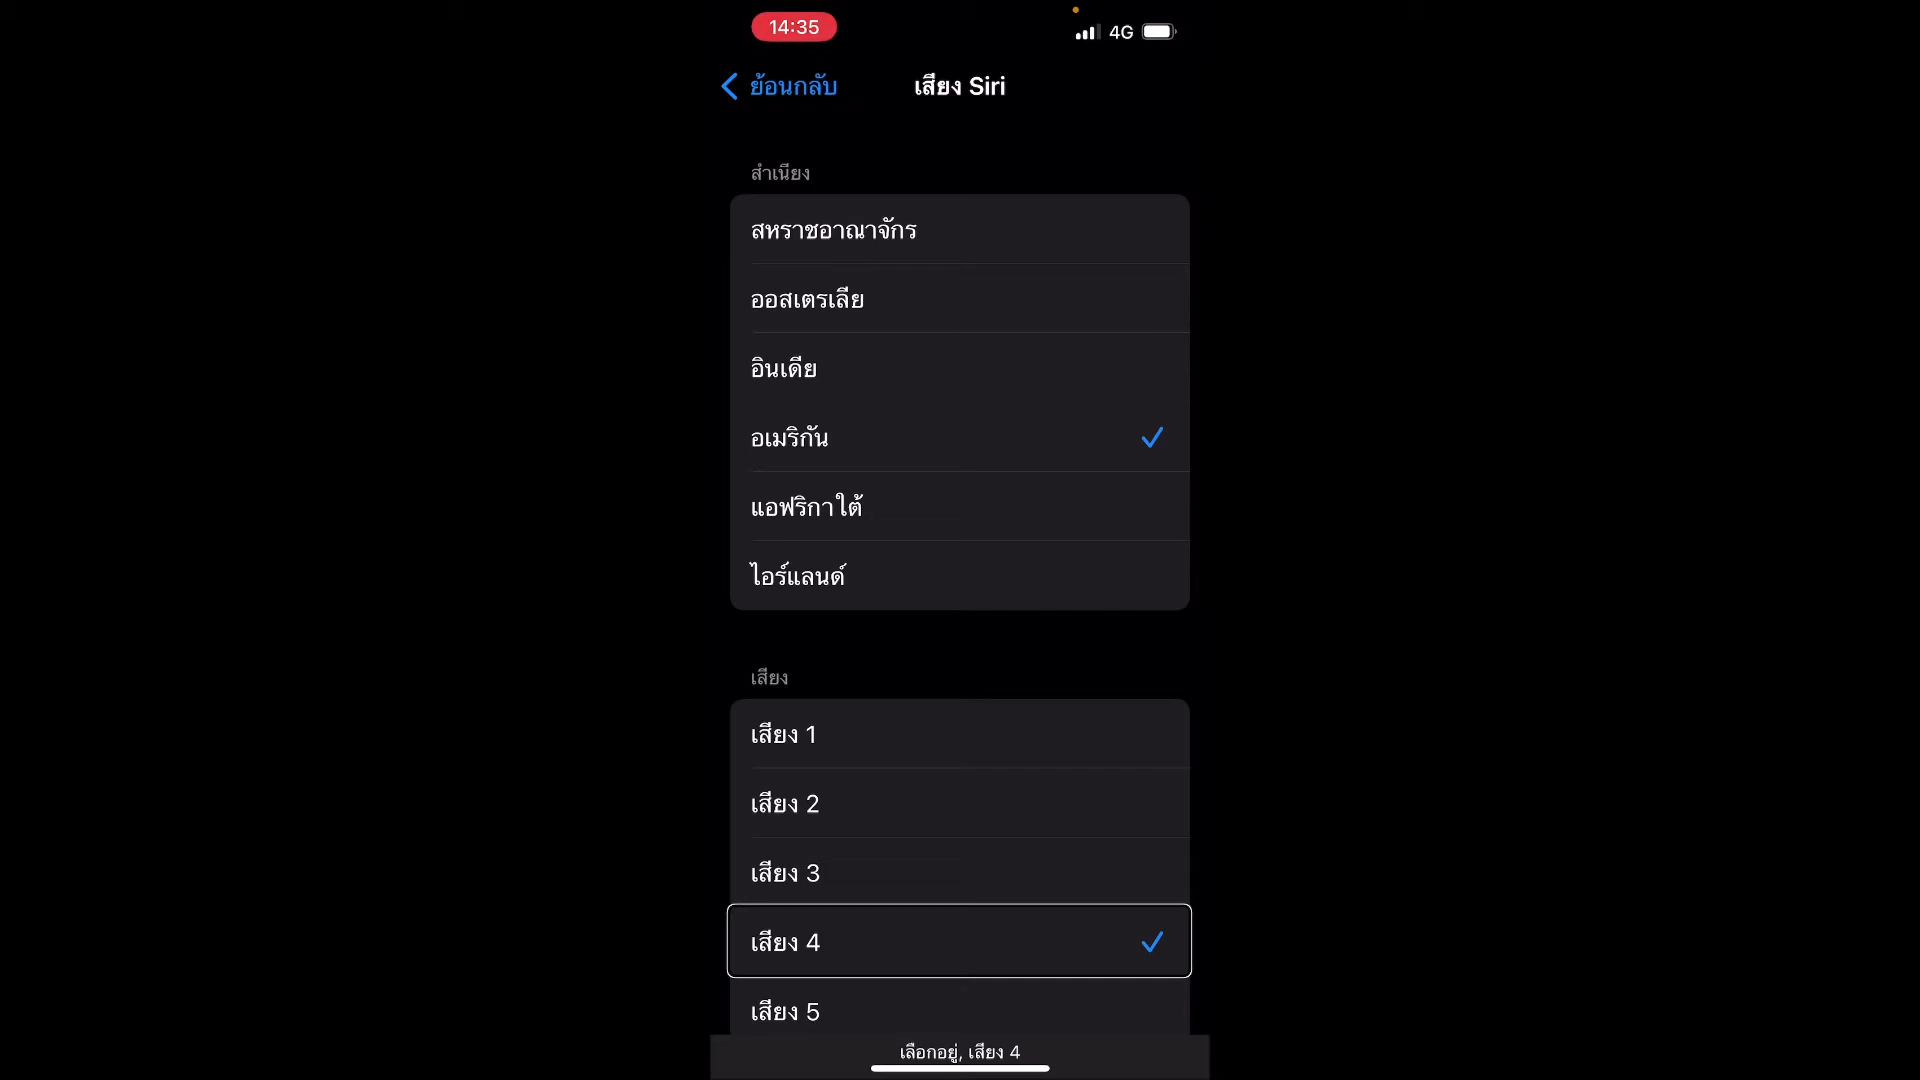 14:35
4G
ย้อนกลับ
เสียง Siri
สำเนียง
สหราชอาณาจักร
ออสเตรเลีย
อินเดีย
อเมริกัน
แอฟริกาใต้
ไอร์แลนด์
เสียง
เสียง 1
เสียง 2
เสียง 3
เสียง 4
เสียง 5
เลือกอยู่, เสียง 4